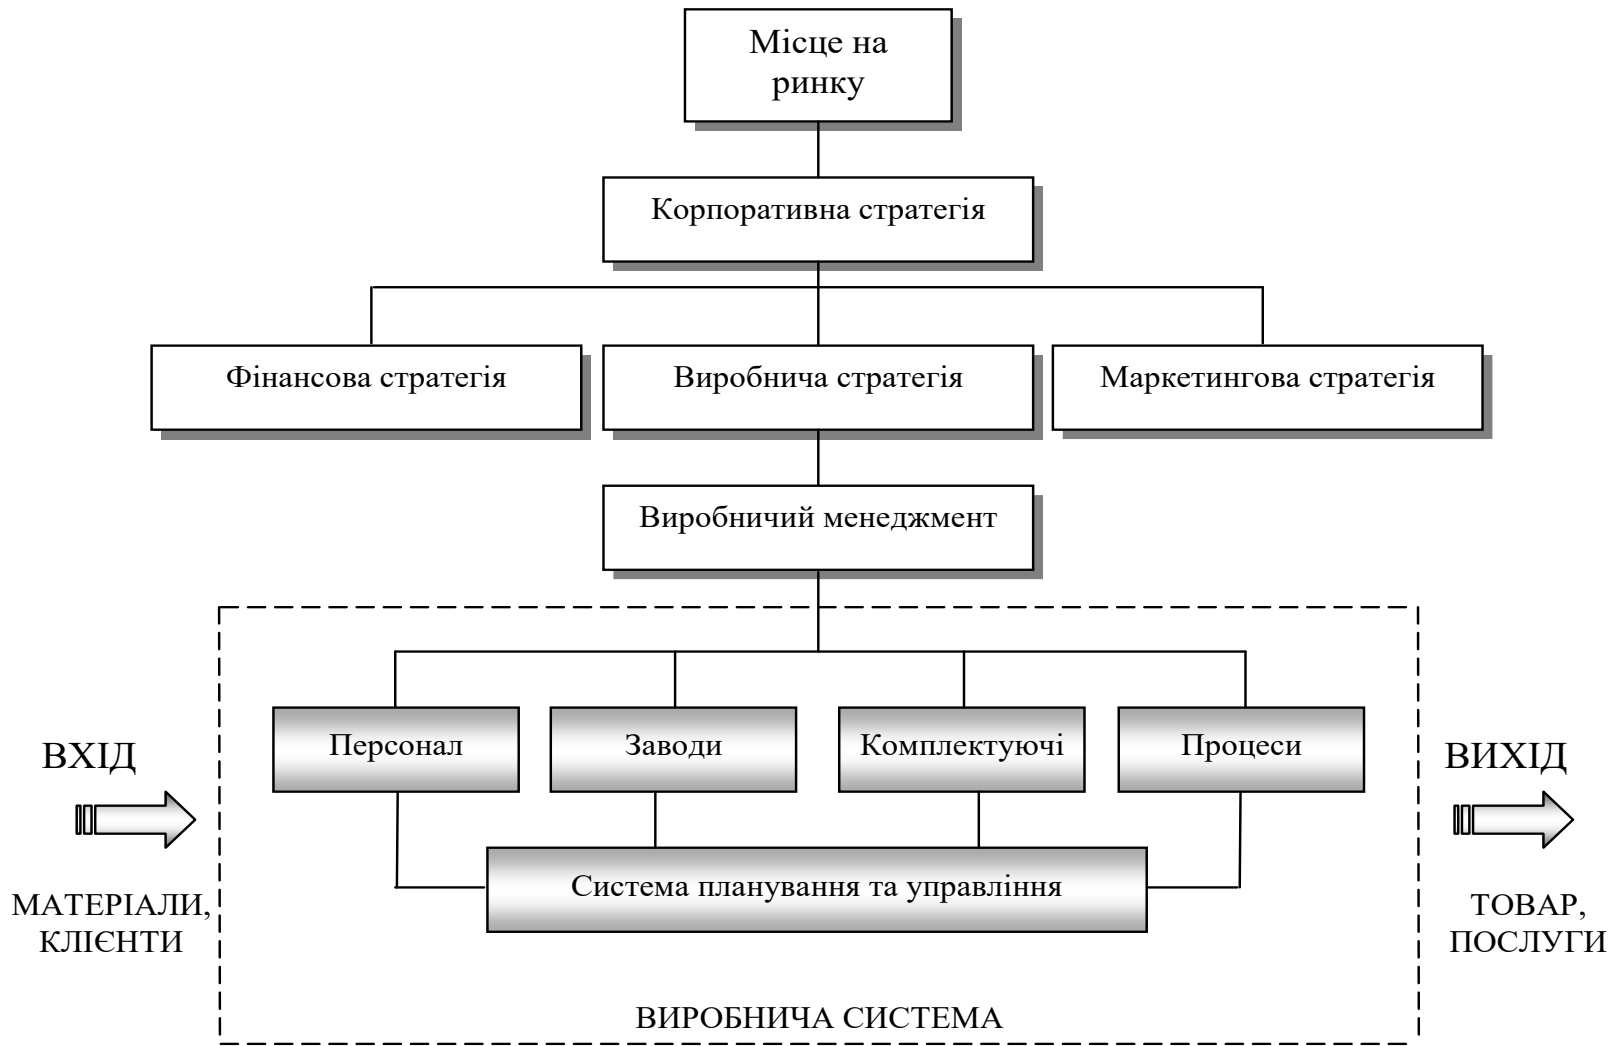 Місце на
ринку
Корпоративна стратегія
Фінансова стратегія
Виробнича стратегія
Маркетингова стратегія
Виробничий менеджмент
ВХІД
Персонал
Заводи
Комплектуючі
Процеси
ВИХІД
Система планування та управління
МАТЕРІАЛИ,
КЛІЄНТИ
ТОВАР,
ПОСЛУГИ
ВИРОБНИЧА СИСТЕМА